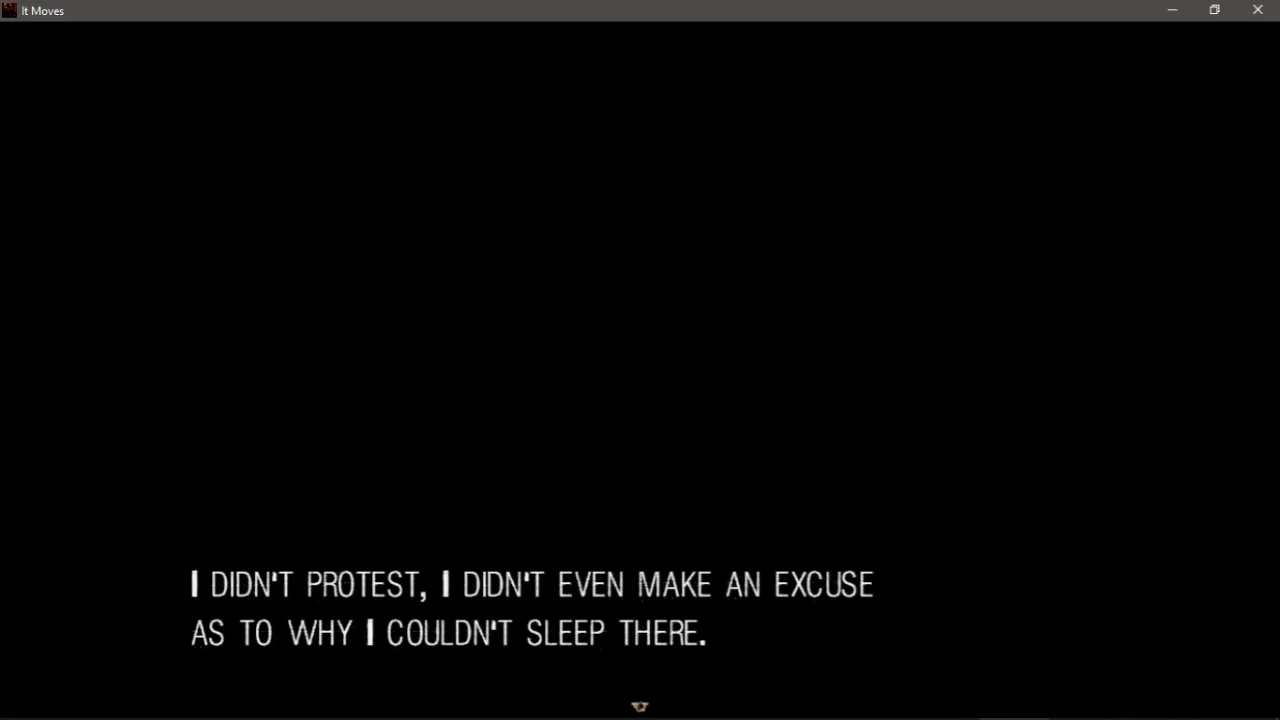 It Moves
I DIDN'T PROTEST, I DIDN'T EVEN MAKE AN EXCUSE
AS TO WHY I COULDN'T SLEEP THERE.